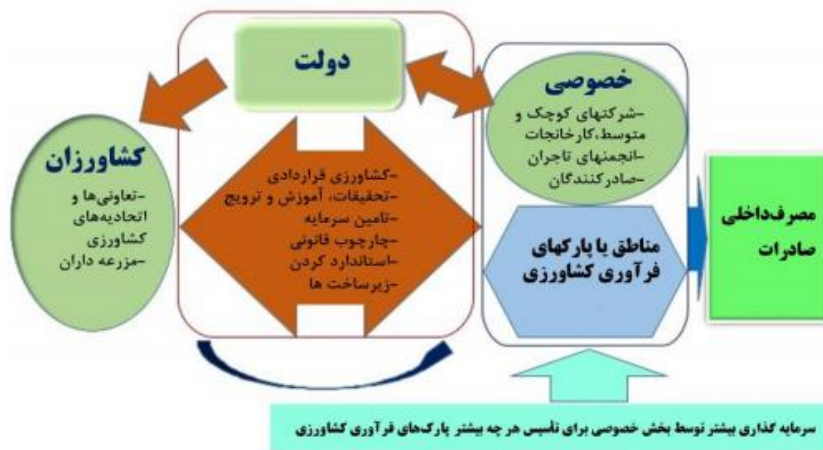 دولت
خصوصی
-شرکتهای کوچک و
متوسط،کارخانجات
-انجمنهای تاجران
-صادرکنندگان
کشاورزان
-تعاونی‌ها و
اتحادیه‌های
کشاورزی
-مزرعه داران
-کشاورزی قراردادی
-تحقیقات، آموزش و ترویج
-تامین سرمایه
-چارچوب قانونی
-استاندارد کردن
-زیرساخت ها
مناطق یا پارکهای
فرآوری کشاورزی
مصرف‌داخلی
صادرات
سرمایه گذاری بیشتر توسط بخش خصوصی برای تأسیس هر چه بیشتر پارک‌های فرآوری کشاورزی